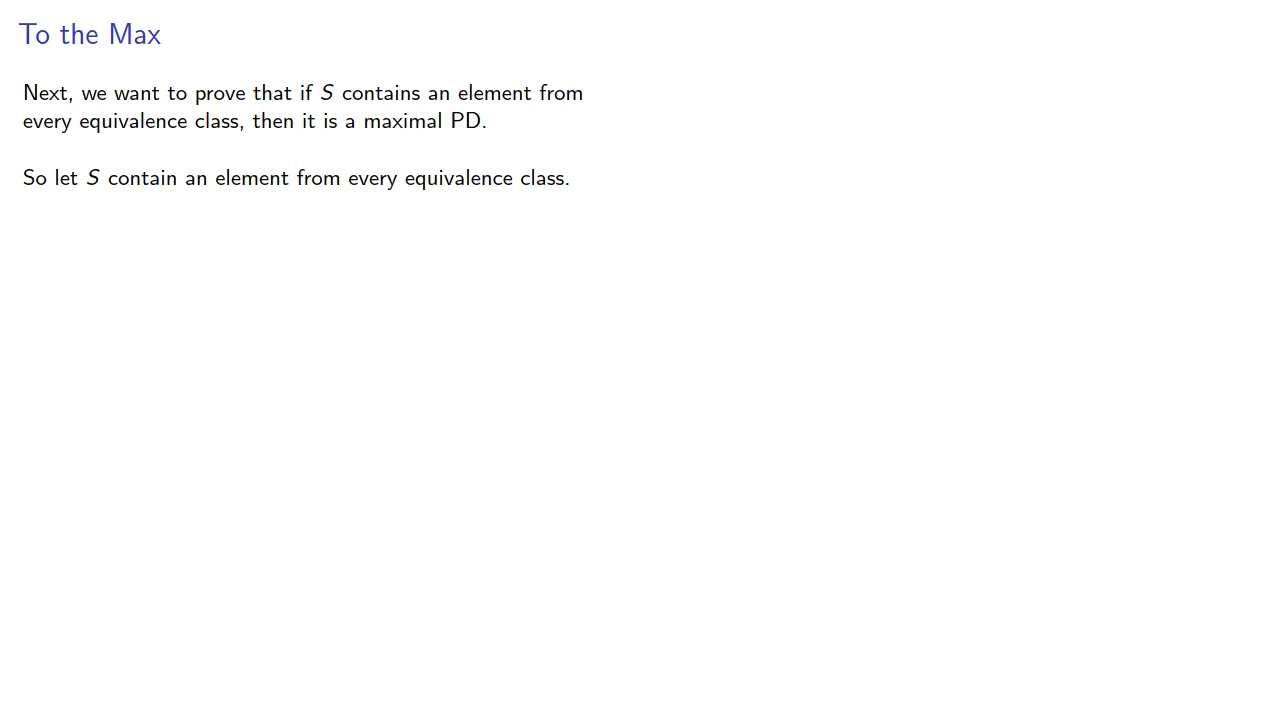 To the Max
Next, we want to prove that if S contains an element from
every equivalence class, then it is a maximal PD.
So let S contain an element from every equivalence class.